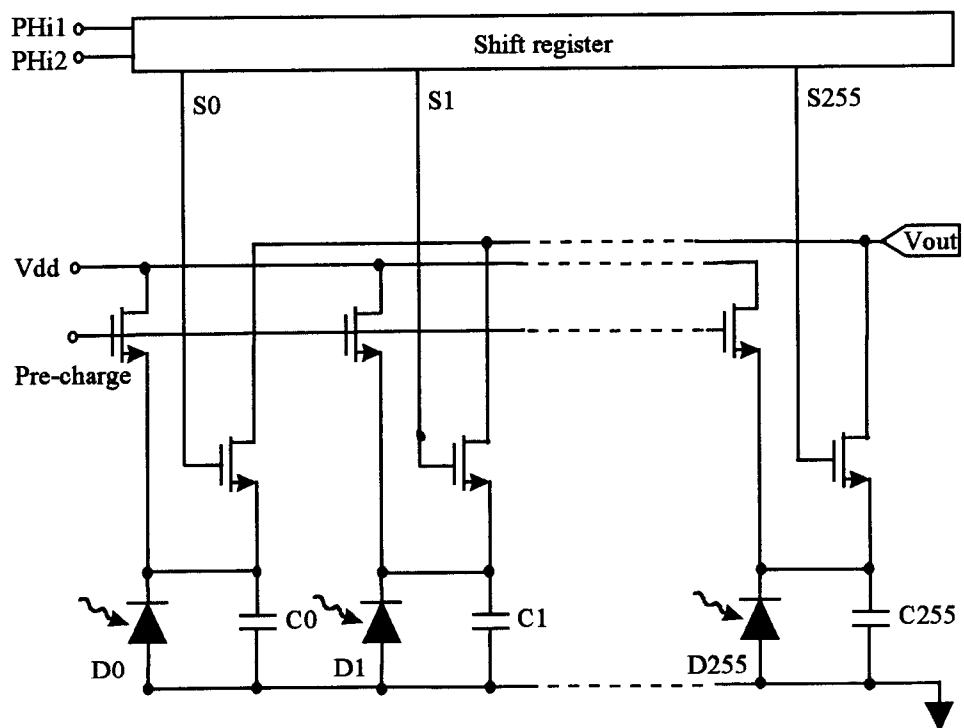 PHi1
PHi2
Shift register
S0
S1
S255
Vout
Vdd
Pre-charge
C0
C1
C255
D0
D1
D255